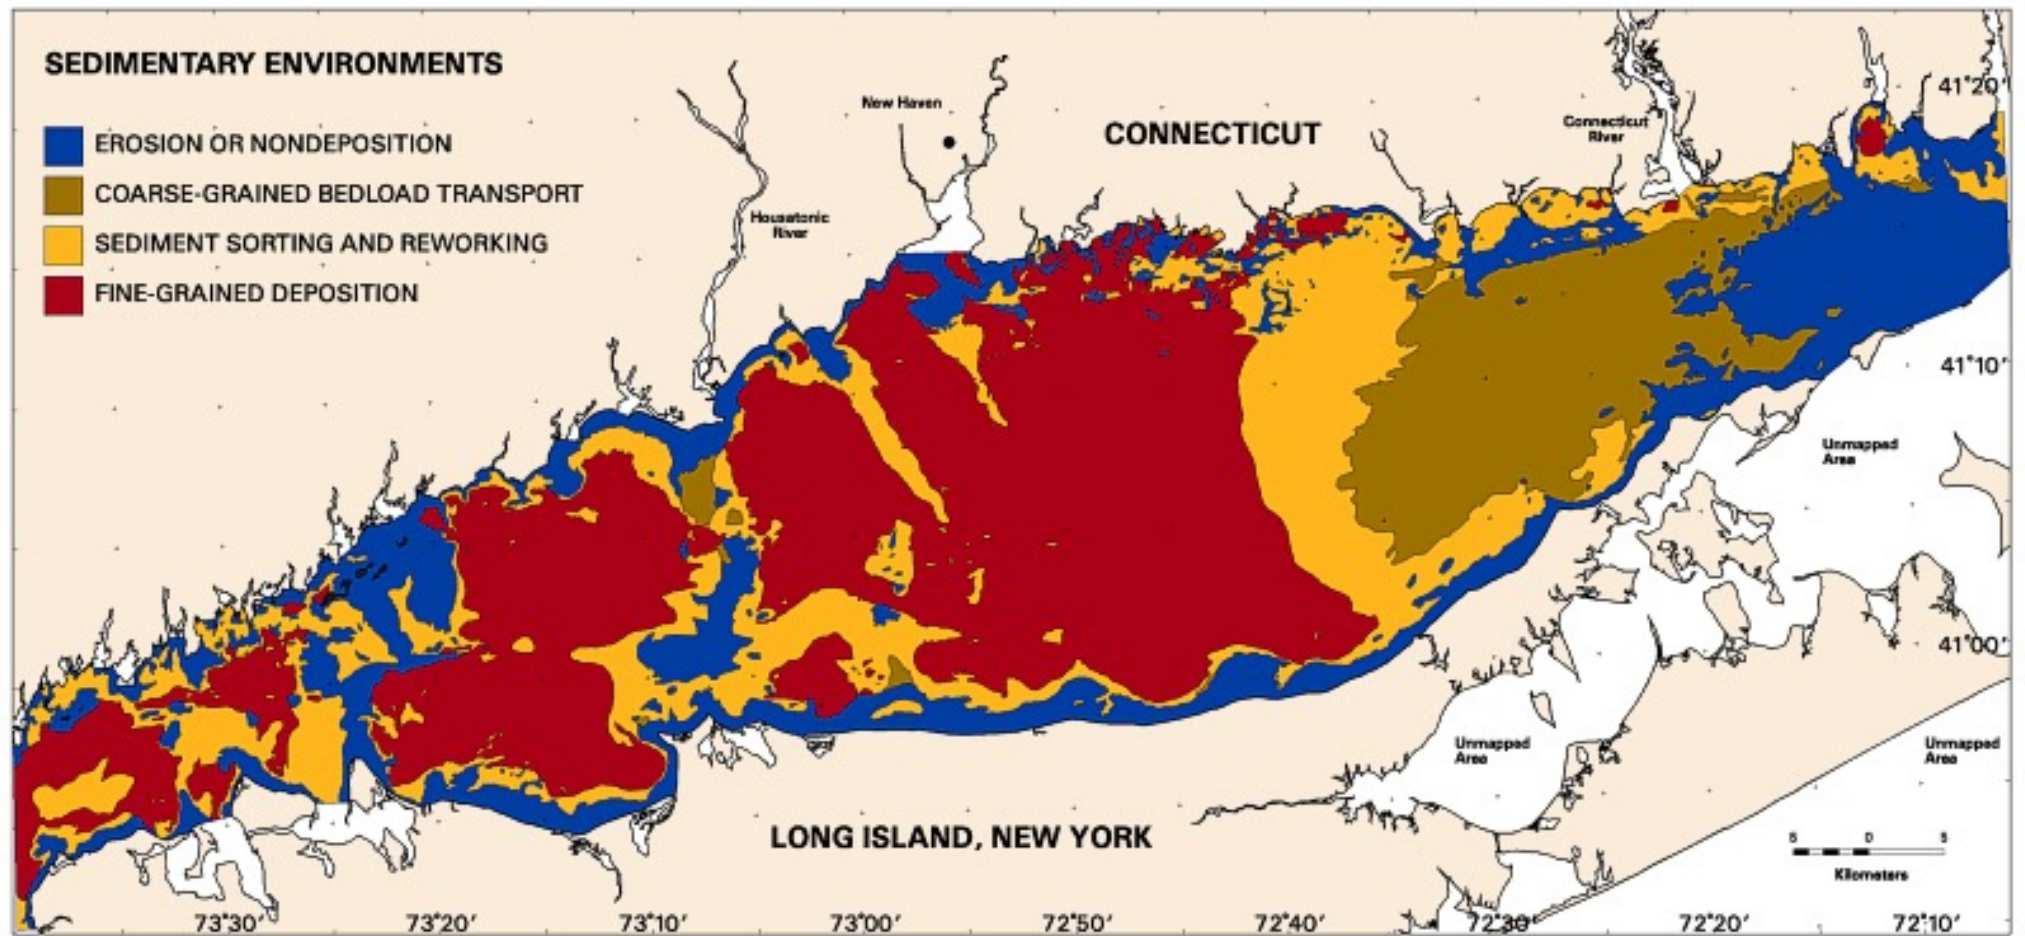 SEDIMENTARY ENVIRONMENTS
EROSION OR NONDEPOSITION
COARSE-GRAINED BEDLOAD TRANSPORT
SEDIMENT SORTING AND REWORKING
FINE-GRAINED DEPOSITION
New Haven
CONNECTICUT
Connecticut
River
Housatonic
River
41°20'
41°10'
Unmapped
Area
41°00'
Unmapped
Area
Unmapped
Area
LONG ISLAND, NEW YORK
5 0 5
Kilometers
73°30' 73°20' 73°10' 73°00' 72°50' 72°40' 72°30' 72°20' 72°10'